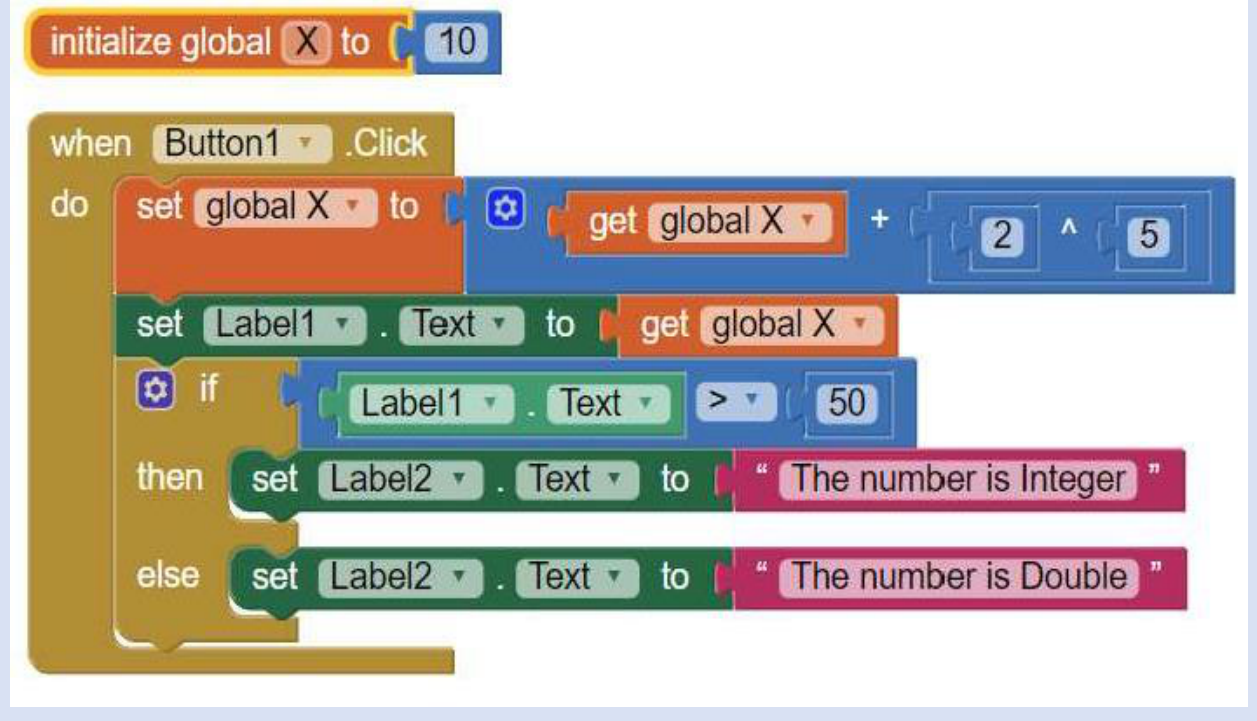 initialize global X to 10
when Button1 .Click
do set global X to get global X + 2 ^ 5
set Label1 . Text to get global X
if Label1 . Text > 50
then set Label2 . Text to “ The number is Integer ”
else set Label2 . Text to “ The number is Double ”